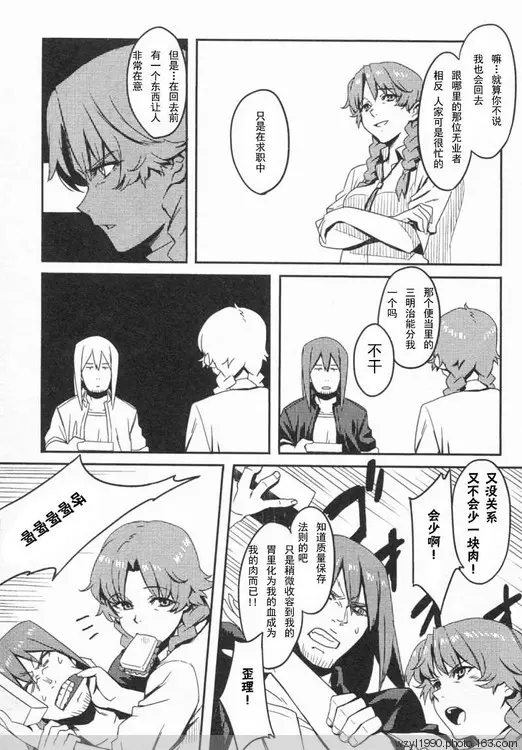 嘛…就算你不说
我也会回去
跟哪里的那位无业者
相反 人家可是很忙的
只是在求职中
但是…在回去前
有一个东西让人
非常在意
那个便当里的
三明治能分我
一个吗
不干
又没关系
又不会少一块肉！
会少啊！
知道质量保存
法则的吧
只是稍微收容到我的
胃里化为我的血成为
我的肉而已!!
歪理！
www.yzyl1990.photo.163.com